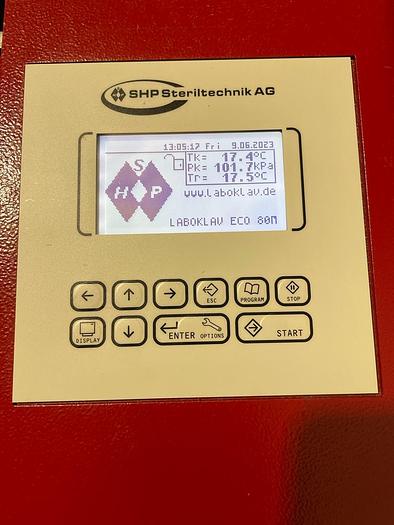 SHP Steriltechnik AG
13:05:17 Fri 9.06.2023
TK= 17.4°C
PK= 101.7kPa
Tr= 17.5°C
S
H P
www.laboklav.de
LABOKLAV ECO 80M
ESC
PROGRAM
STOP
DISPLAY
ENTER OPTIONS
START